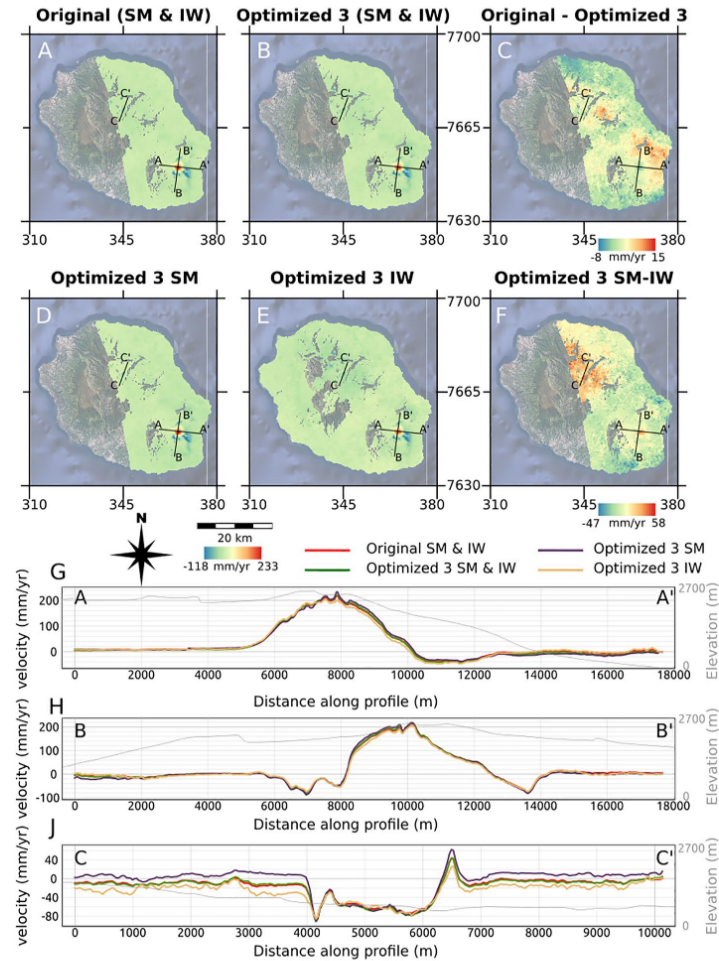 Original (SM & IW) Optimized 3 (SM & IW) Original - Optimized 3
A B C
7700
7665
7630
C' C' C'
C C C
A B' A' B
A B' A' B
A B' A' B
310 345 380 310 345 380 310 345 380
-8 mm/yr 15
Optimized 3 SM Optimized 3 IW Optimized 3 SM-IW
D E F
7700
7665
7630
C' C' C'
C C C
A B' A' B
A B' A' B
A B' A' B
310 345 380 310 345 380 310 345 380
-47 mm/yr 58
N
20 km
-118 mm/yr 233
Original SM & IW
Optimized 3 SM & IW
Optimized 3 SM
Optimized 3 IW
G
velocity (mm/yr)
200
100
0
A A'
2700
0
Elevation (m)
0 2000 4000 6000 8000 10000 12000 14000 16000 18000
Distance along profile (m)
H
velocity (mm/yr)
200
100
0
-100
B B'
2700
0
Elevation (m)
0 2000 4000 6000 8000 10000 12000 14000 16000 18000
Distance along profile (m)
J
velocity (mm/yr)
40
0
-40
-80
C C'
2700
0
Elevation (m)
0 1000 2000 3000 4000 5000 6000 7000 8000 9000 10000
Distance along profile (m)